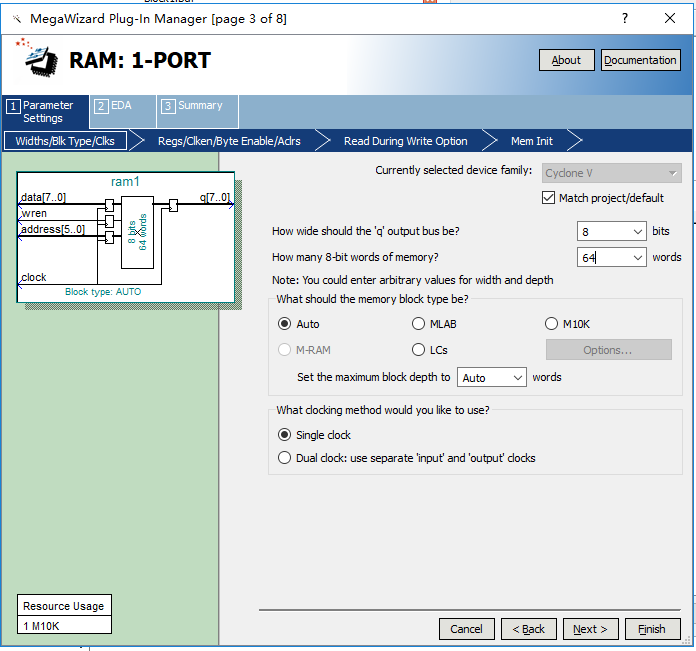 MegaWizard Plug-In Manager [page 3 of 8]
RAM: 1-PORT
About
Documentation
1 Parameter Settings
2 EDA
3 Summary
Widths/Blk Type/Clks
Regs/Clken/Byte Enable/Aclrs
Read During Write Option
Mem Init
ram1
data[7..0]
q[7..0]
wren
address[5..0]
8 bits
64 words
clock
Block type: AUTO
Currently selected device family:
Cyclone V
Match project/default
How wide should the 'q' output bus be?
8
bits
How many 8-bit words of memory?
64
words
Note: You could enter arbitrary values for width and depth
What should the memory block type be?
Auto
MLAB
M10K
M-RAM
LCs
Options...
Set the maximum block depth to
Auto
words
What clocking method would you like to use?
Single clock
Dual clock: use separate 'input' and 'output' clocks
Resource Usage
1 M10K
Cancel
< Back
Next >
Finish